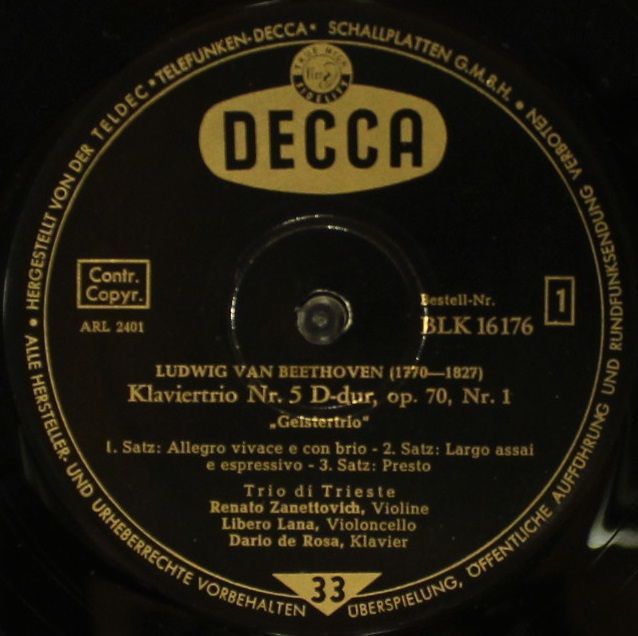 • HERGESTELLT VON DER TELDEC • TELEFUNKEN-DECCA • SCHALLPLATTEN G.M.B.H. •
DECCA
Contr.
Copyr.
ARL 2401
Bestell-Nr.
BLK 16176
1
LUDWIG VAN BEETHOVEN (1770—1827)
Klaviertrio Nr. 5 D-dur, op. 70, Nr. 1
„Geistertrio“
1. Satz: Allegro vivace e con brio - 2. Satz: Largo assai
e espressivo - 3. Satz: Presto
Trio di Trieste
Renato Zanettovich, Violine
Libero Lana, Violoncello
Dario de Rosa, Klavier
33
ALLE HERSTELLER- UND URHEBERRECHTE VORBEHALTEN
ÜBERSPIELUNG, ÖFFENTLICHE AUFFÜHRUNG UND RUNDFUNKSENDUNG VERBOTEN